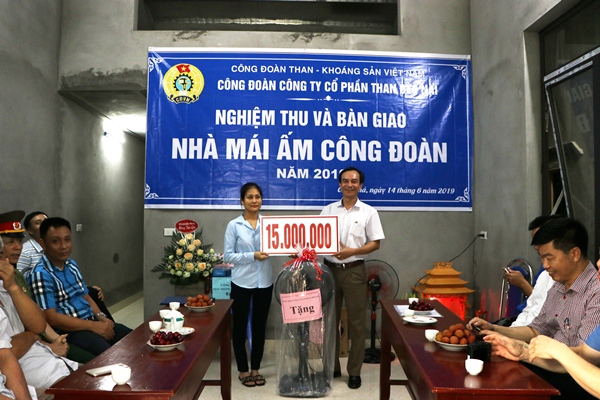 CÔNG ĐOÀN THAN - KHOÁNG SẢN VIỆT NAM
CÔNG ĐOÀN CÔNG TY CỔ PHẦN THAN
NGHIỆM THU VÀ BÀN GIAO
NHÀ MÁI ẤM CÔNG ĐOÀN
NĂM 2019
ngày 14 tháng 6 năm 2019
15.000.000
Tặng